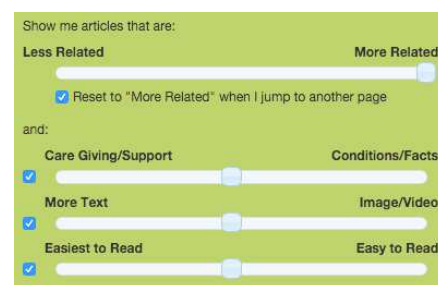 Show me articles that are:
Less Related More Related
Reset to "More Related" when I jump to another page
and:
Care Giving/Support Conditions/Facts
More Text Image/Video
Easiest to Read Easy to Read